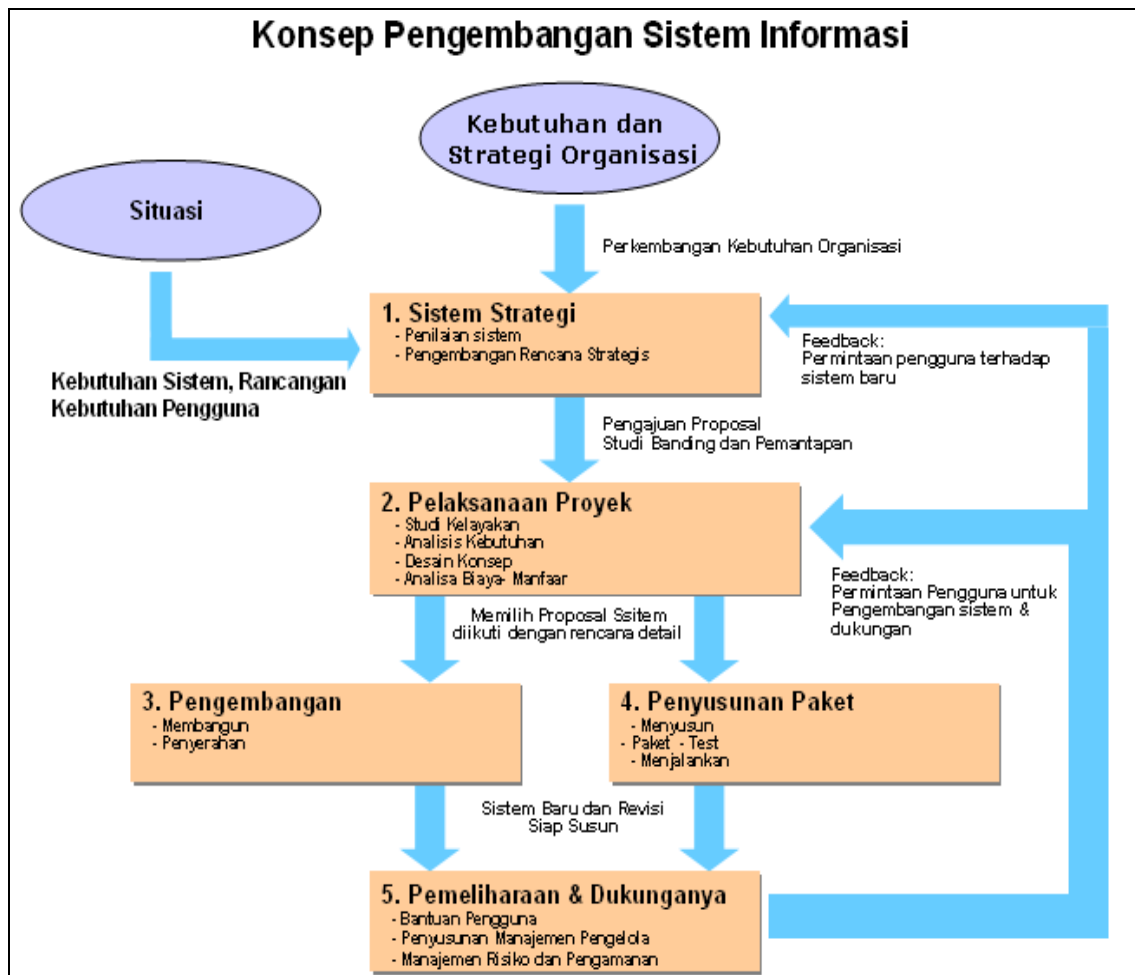 Konsep Pengembangan Sistem Informasi
Kebutuhan dan
Strategi Organisasi
Situasi
Perkembangan Kebutuhan Organisasi
1. Sistem Strategi
- Penilaian sistem
- Pengembangan Rencana Strategis
Feedback:
Permintaan pengguna terhadap
sistem baru
Kebutuhan Sistem, Rancangan
Kebutuhan Pengguna
Pengajuan Proposal
Studi Banding dan Pemantapan
2. Pelaksanaan Proyek
- Studi Kelayakan
- Analisis Kebutuhan
- Desain Konsep
- Analisa Biaya- Manfaar
Feedback:
Permintaan Pengguna untuk
Pengembangan sistem &
dukungan
Memilih Proposal Ssitem
diikuti dengan rencana detail
3. Pengembangan
- Membangun
- Penyerahan
4. Penyusunan Paket
- Menyusun
- Paket - Test
- Menjalankan
Sistem Baru dan Revisi
Siap Susun
5. Pemeliharaan & Dukunganya
- Bantuan Pengguna
- Penyusunan Manajemen Pengelola
- Manajemen Risiko dan Pengamanan